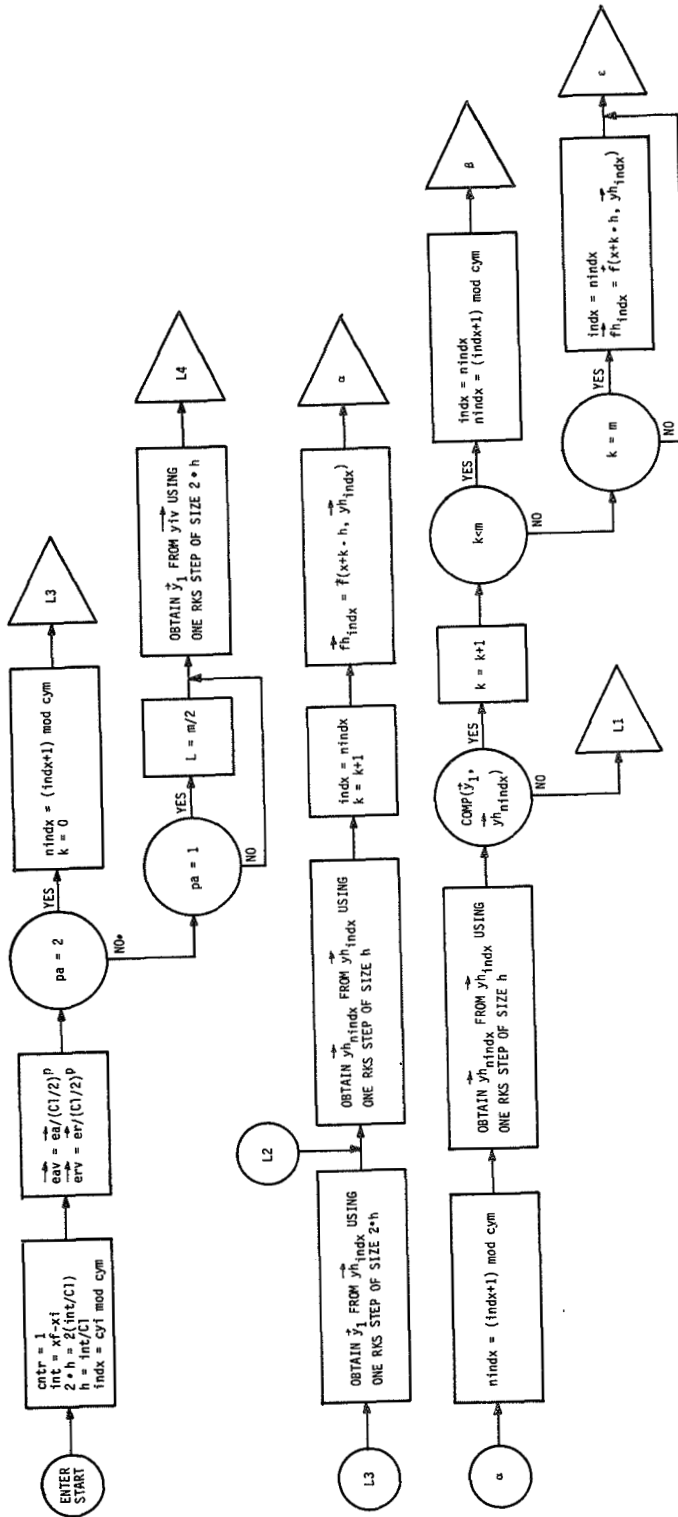 ENTER
START
cntr = 1
int = xf-xi
2 • h = 2(int/Cl)
h = int/Cl
indx = cyi mod cym
eav = ea/(Cl/2)p
erv = er/(Cl/2)p
pa = 2
YES
NO*
nindx = (indx+1) mod cym
k = 0
L3
pa = 1
YES
NO
L = m/2
OBTAIN y1 FROM yiv USING
ONE RKS STEP OF SIZE 2 • h
L4
L3
OBTAIN y1 FROM yhindx USING
ONE RKS STEP OF SIZE 2•h
L2
OBTAIN yhnindx FROM yhindx USING
ONE RKS STEP OF SIZE h
indx = nindx
k = k+1
fhindx = f(x+k • h, yhindx)
α
α
nindx = (indx+1) mod cym
OBTAIN yhnindx FROM yhindx USING
ONE RKS STEP OF SIZE h
COMP(y1,
yhnindx)
YES
NO
L1
k = k+1
k<m
YES
NO
indx = nindx
nindx = (indx+1) mod cym
β
k = m
YES
NO
indx = nindx
fhindx = f(x+k • h, yhindx)
ε